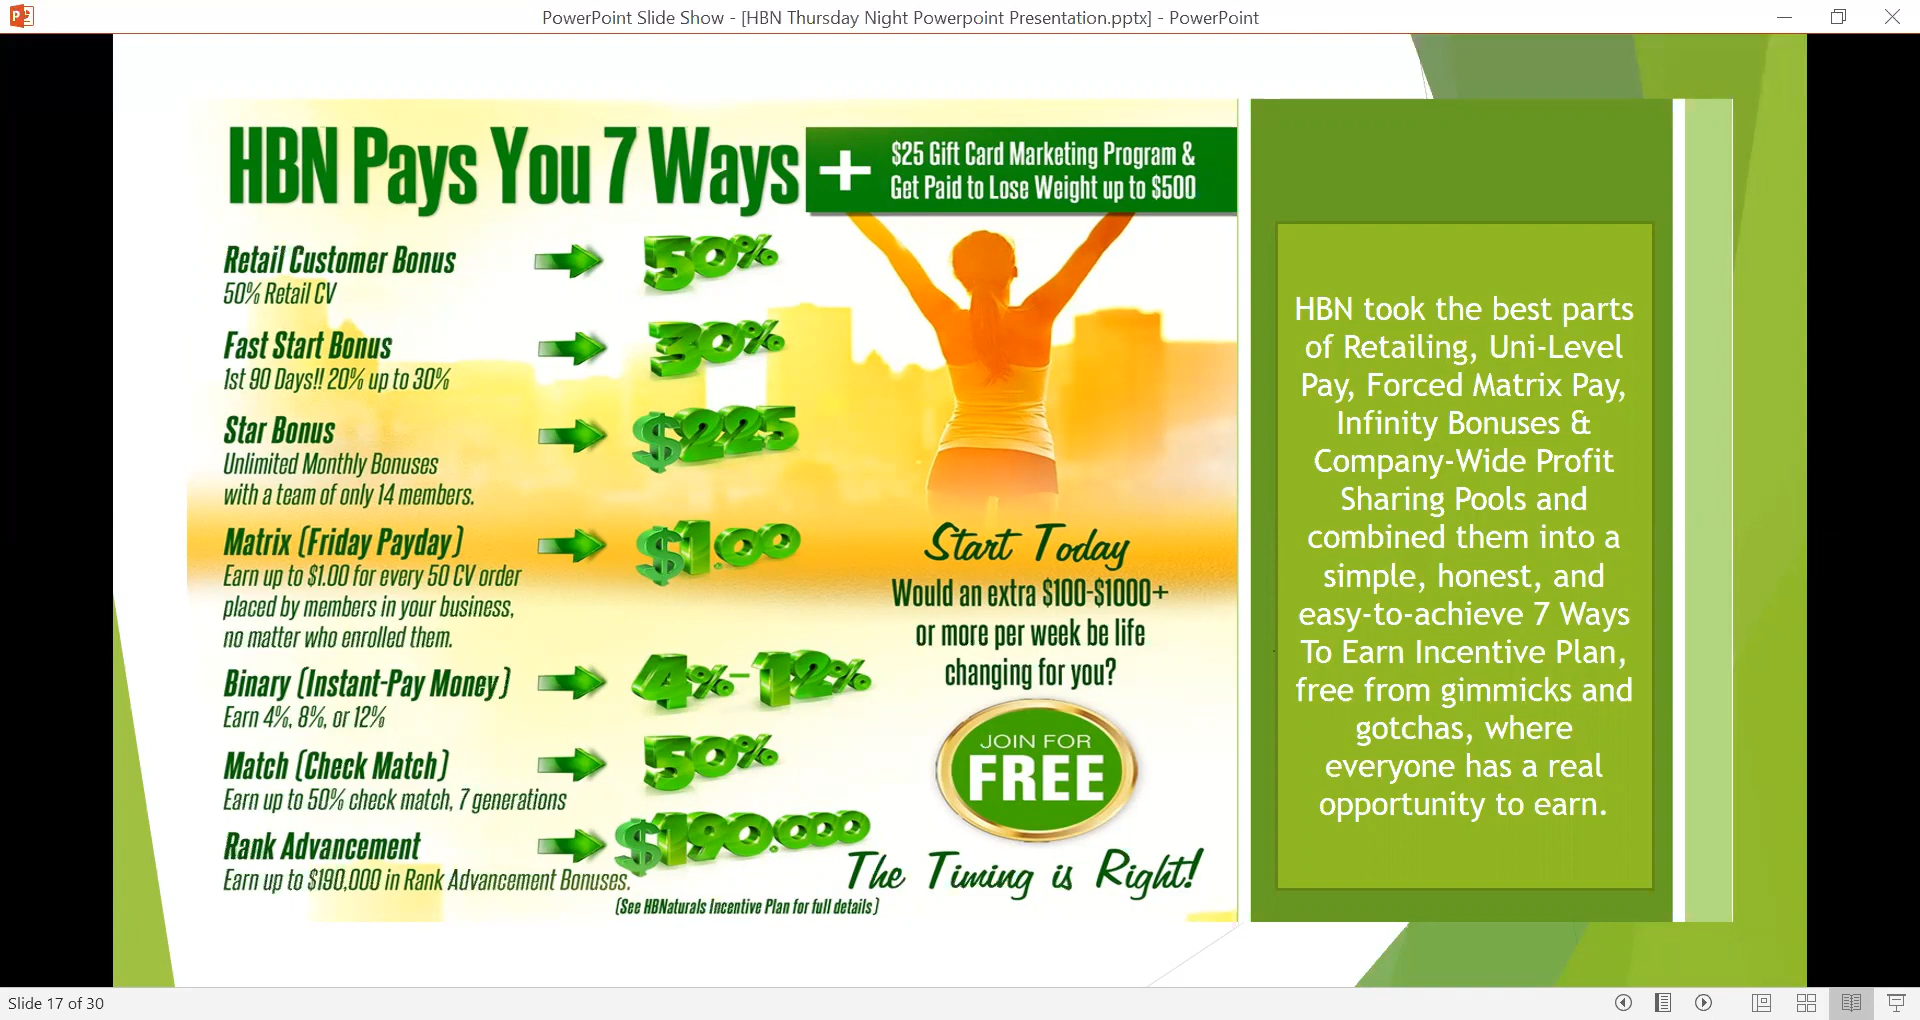 PowerPoint Slide Show - [HBN Thursday Night Powerpoint Presentation.pptx] - PowerPoint
HBN Pays You 7 Ways
+
$25 Gift Card Marketing Program &
Get Paid to Lose Weight up to $500
Retail Customer Bonus
50% Retail CV
50%
Fast Start Bonus
1st 90 Days!! 20% up to 30%
30%
Star Bonus
Unlimited Monthly Bonuses
with a team of only 14 members.
$225
Matrix (Friday Payday)
Earn up to $1.00 for every 50 CV order
placed by members in your business,
no matter who enrolled them.
$1.00
Binary (Instant-Pay Money)
Earn 4%, 8%, or 12%
4%-12%
Match (Check Match)
Earn up to 50% check match, 7 generations
50%
Rank Advancement
Earn up to $190,000 in Rank Advancement Bonuses.
$190,000
(See HBNaturals Incentive Plan for full details)
Start Today
Would an extra $100-$1000+
or more per week be life
changing for you?
JOIN FOR
FREE
The Timing is Right!
HBN took the best parts
of Retailing, Uni-Level
Pay, Forced Matrix Pay,
Infinity Bonuses &
Company-Wide Profit
Sharing Pools and
combined them into a
simple, honest, and
easy-to-achieve 7 Ways
To Earn Incentive Plan,
free from gimmicks and
gotchas, where
everyone has a real
opportunity to earn.
Slide 17 of 30